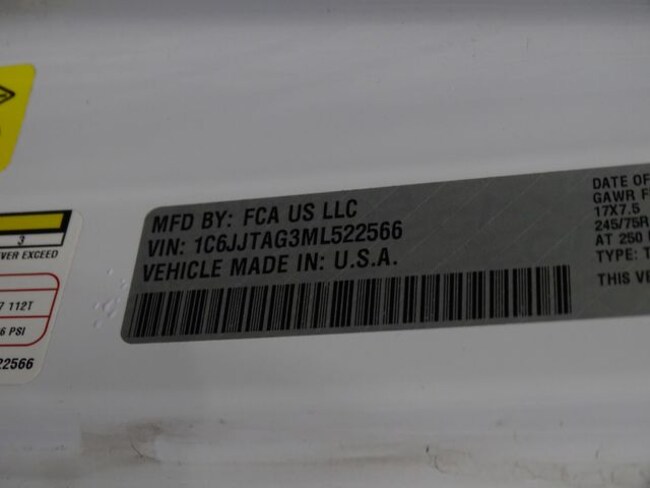 3
VER EXCEED
7 112T
6 PSI
22566
MFD BY: FCA US LLC
VIN: 1C6JJTAG3ML522566
VEHICLE MADE IN: U.S.A.
DATE OF
GAWR F
17X7.5
245/75R
AT 250
TYPE: T
THIS VE